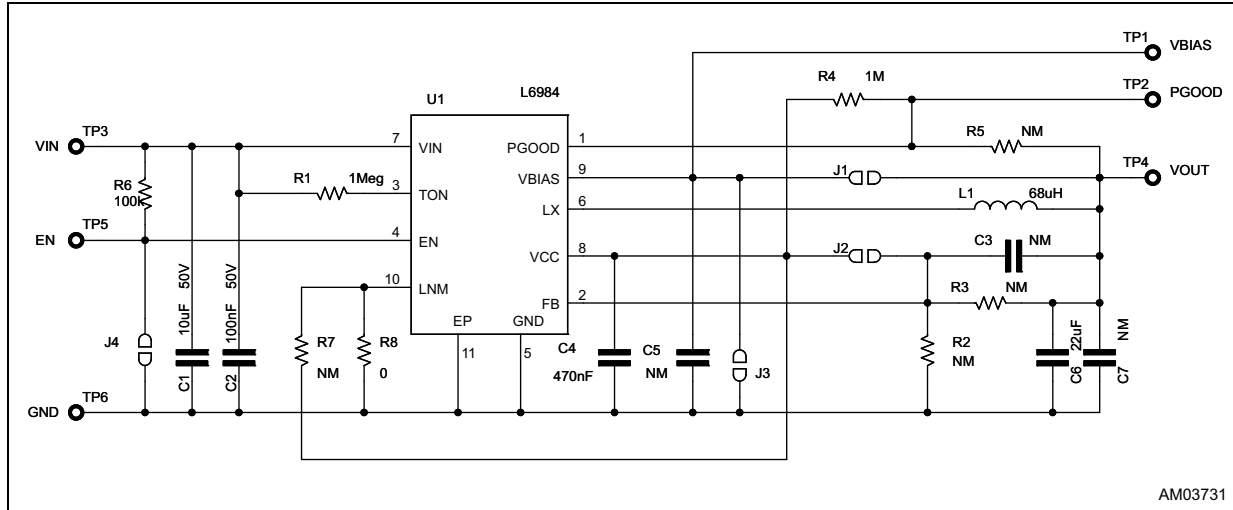 TP1 VBIAS
R4 1M
TP2 PGOOD
U1 L6984
TP3
VIN
7 VIN
PGOOD 1
R5 NM
R1 1Meg
3 TON
VBIAS 9
J1
TP4 VOUT
R6
100k
LX 6
L1 68uH
TP5
EN
4 EN
VCC 8
J2
C3 NM
10 LNM
FB 2
R3
NM
EP
GND
11
5
J4
10uF 50V
C1
100nF 50V
C2
R7
NM
R8
0
C4
470nF
C5
NM
J3
R2
NM
22uF
C6
NM
C7
TP6
GND
AM03731